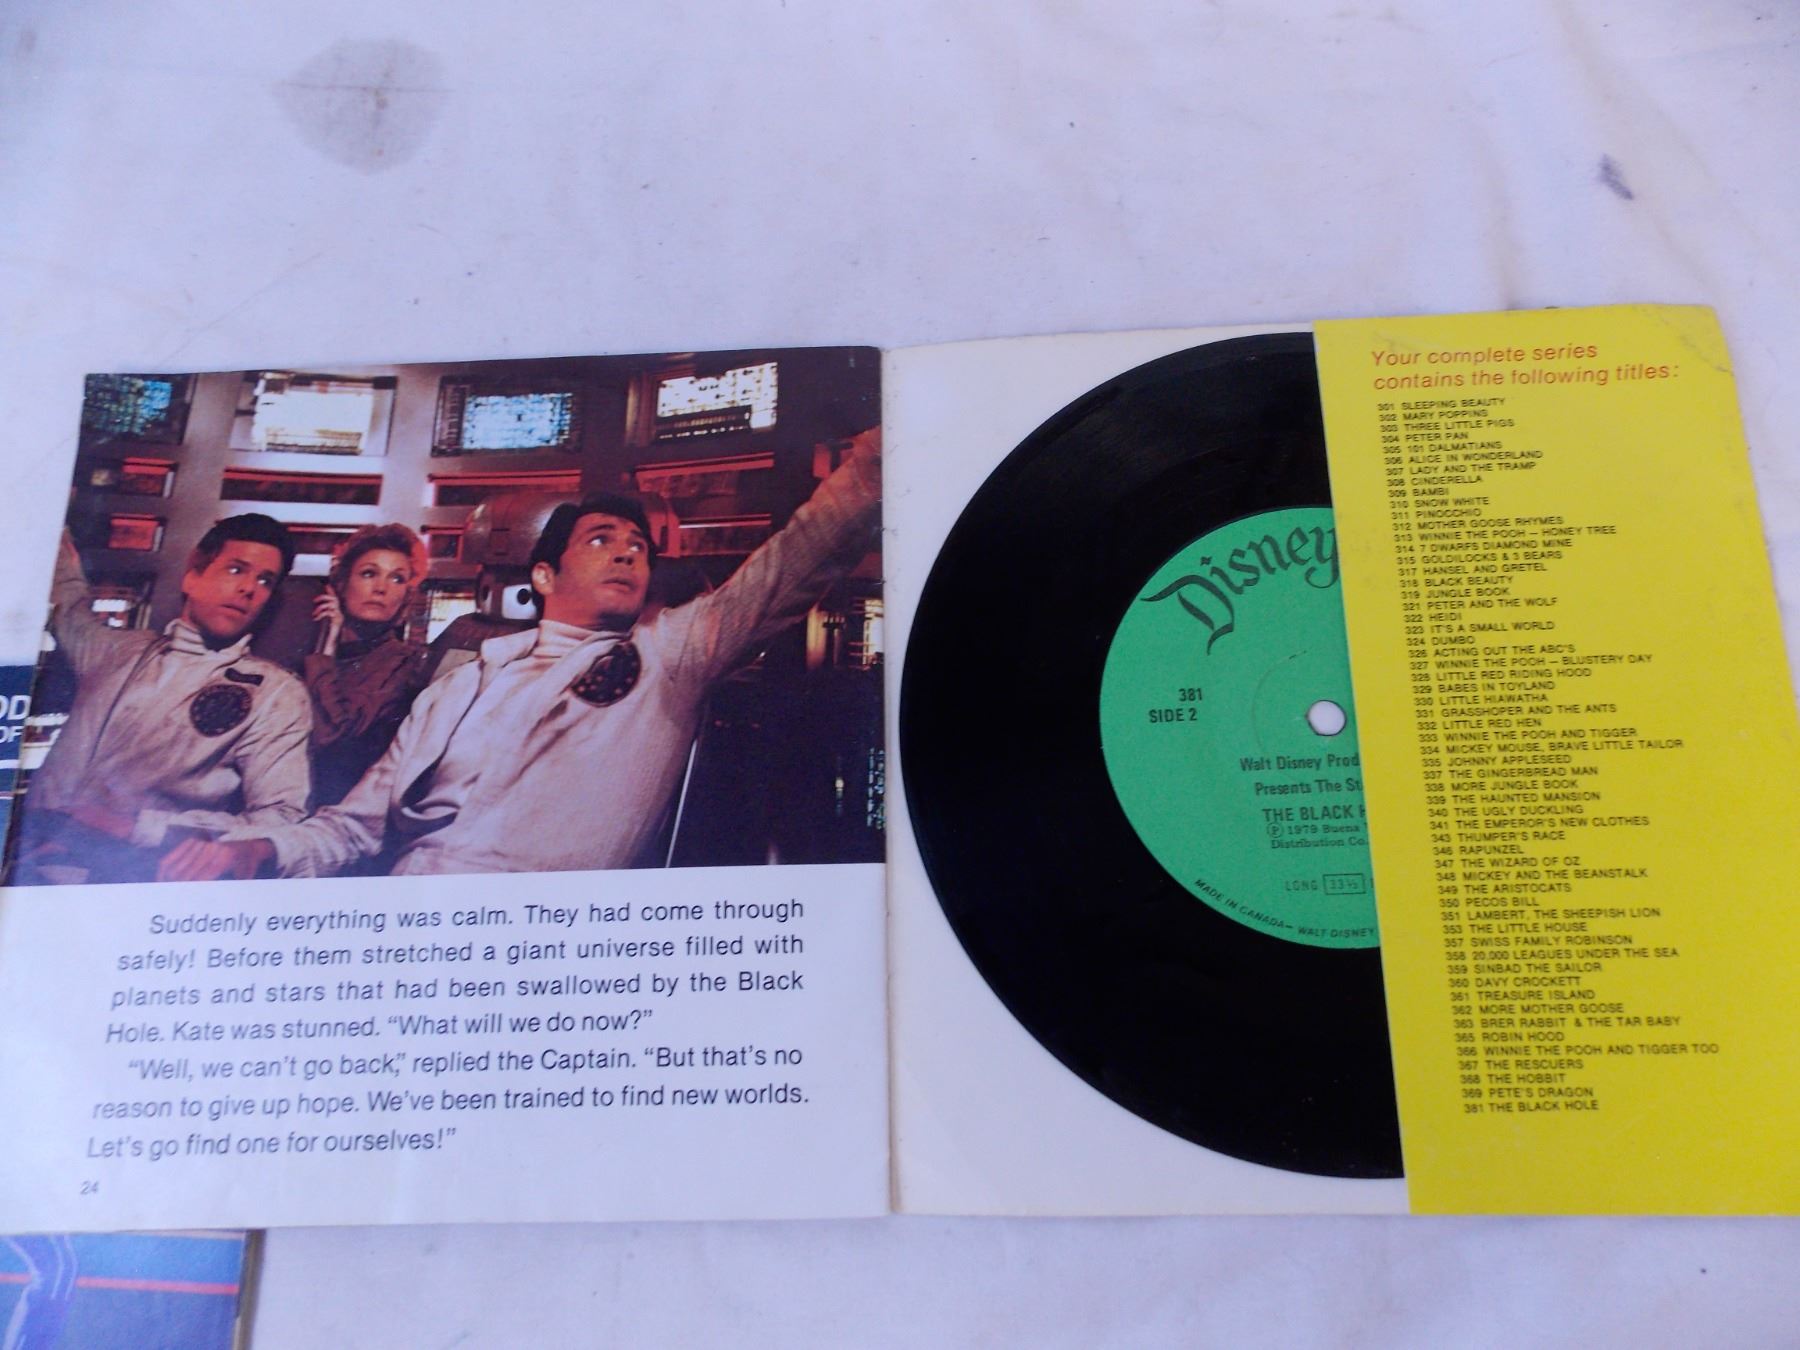 OD
OF
Suddenly everything was calm. They had come through
safely! Before them stretched a giant universe filled with
planets and stars that had been swallowed by the Black
Hole. Kate was stunned. “What will we do now?”
“Well, we can’t go back,” replied the Captain. “But that’s no
reason to give up hope. We’ve been trained to find new worlds.
Let’s go find one for ourselves!”
24
Disney
381
SIDE 2
Walt Disney Prod
Presents The St
THE BLACK H
Ⓟ 1979 Buena
Distribution Co.
LONG 33⅓
MADE IN CANADA — WALT DISNEY
Your complete series
contains the following titles:
301 SLEEPING BEAUTY
302 MARY POPPINS
303 THREE LITTLE PIGS
304 PETER PAN
305 101 DALMATIANS
306 ALICE IN WONDERLAND
307 LADY AND THE TRAMP
308 CINDERELLA
309 BAMBI
310 SNOW WHITE
311 PINOCCHIO
312 MOTHER GOOSE RHYMES
313 WINNIE THE POOH — HONEY TREE
314 7 DWARFS DIAMOND MINE
315 GOLDILOCKS & 3 BEARS
317 HANSEL AND GRETEL
318 BLACK BEAUTY
319 JUNGLE BOOK
321 PETER AND THE WOLF
322 HEIDI
323 IT'S A SMALL WORLD
324 DUMBO
326 ACTING OUT THE ABC'S
327 WINNIE THE POOH — BLUSTERY DAY
328 LITTLE RED RIDING HOOD
329 BABES IN TOYLAND
330 LITTLE HIAWATHA
331 GRASSHOPER AND THE ANTS
332 LITTLE RED HEN
333 WINNIE THE POOH AND TIGGER
334 MICKEY MOUSE, BRAVE LITTLE TAILOR
335 JOHNNY APPLESEED
337 THE GINGERBREAD MAN
338 MORE JUNGLE BOOK
339 THE HAUNTED MANSION
340 THE UGLY DUCKLING
341 THE EMPEROR'S NEW CLOTHES
343 THUMPER'S RACE
346 RAPUNZEL
347 THE WIZARD OF OZ
348 MICKEY AND THE BEANSTALK
349 THE ARISTOCATS
350 PECOS BILL
351 LAMBERT, THE SHEEPISH LION
353 THE LITTLE HOUSE
357 SWISS FAMILY ROBINSON
358 20,000 LEAGUES UNDER THE SEA
359 SINBAD THE SAILOR
360 DAVY CROCKETT
361 TREASURE ISLAND
362 MORE MOTHER GOOSE
363 BRER RABBIT & THE TAR BABY
365 ROBIN HOOD
366 WINNIE THE POOH AND TIGGER TOO
367 THE RESCUERS
368 THE HOBBIT
369 PETE'S DRAGON
381 THE BLACK HOLE